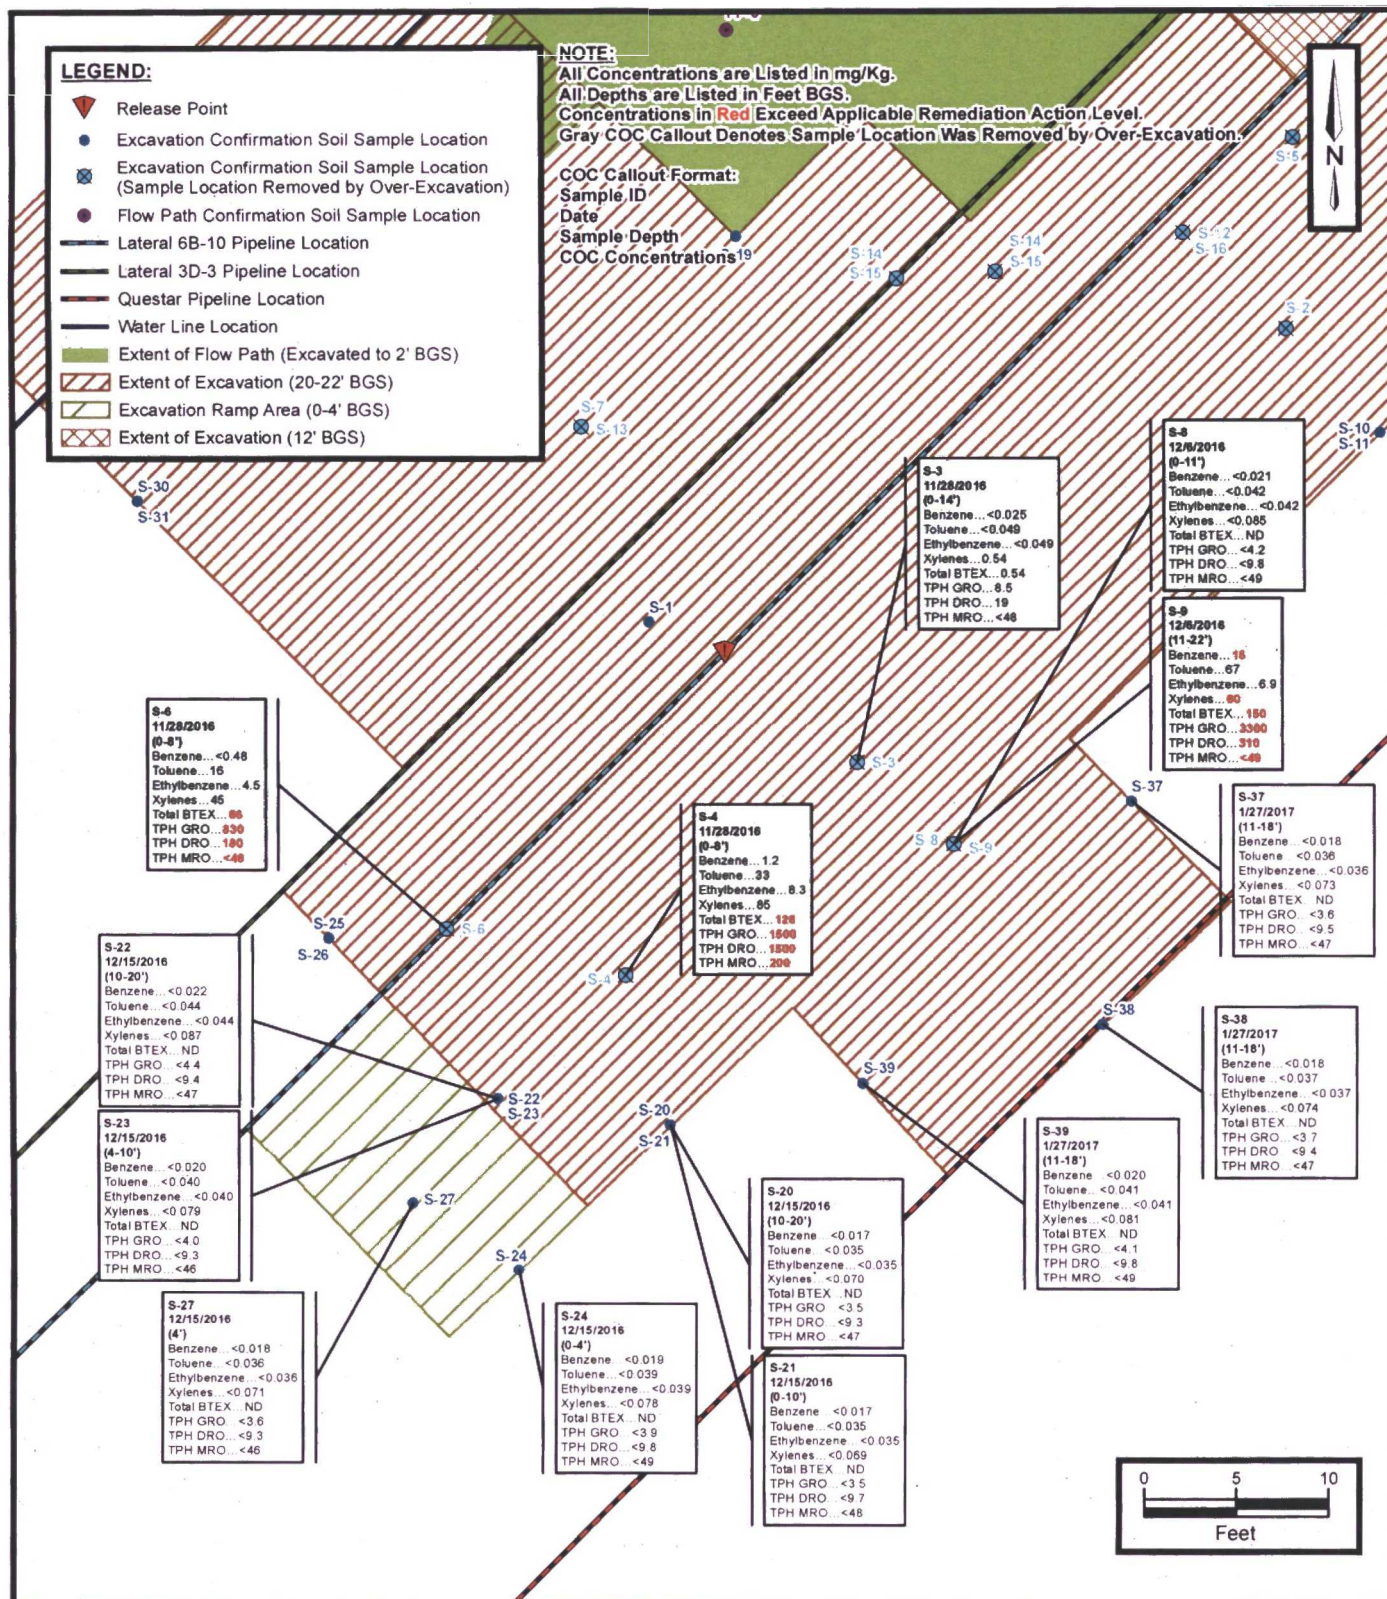 LEGEND:
Release Point
Excavation Confirmation Soil Sample Location
Excavation Confirmation Soil Sample Location
(Sample Location Removed by Over-Excavation)
Flow Path Confirmation Soil Sample Location
Lateral 6B-10 Pipeline Location
Lateral 3D-3 Pipeline Location
Questar Pipeline Location
Water Line Location
Extent of Flow Path (Excavated to 2' BGS)
Extent of Excavation (20-22' BGS)
Excavation Ramp Area (0-4' BGS)
Extent of Excavation (12' BGS)
NOTE:
All Concentrations are Listed in mg/Kg.
All Depths are Listed in Feet BGS.
Concentrations in Red Exceed Applicable Remediation Action Level.
Gray COC Callout Denotes Sample Location Was Removed by Over-Excavation.
COC Callout Format:
Sample ID
Date
Sample Depth
COC Concentrations
N
S-5
S-12
S-16
S-14
S-15
S-14
S-15
S-2
S-7
S-13
S-10
S-11
S-30
S-31
S-1
S-3
S-8
S-9
S-37
S-6
S-4
S-25
S-26
S-22
S-23
S-20
S-21
S-39
S-38
S-27
S-24
S-8
12/6/2016
(0-11')
Benzene...<0.021
Toluene...<0.042
Ethylbenzene...<0.042
Xylenes...<0.085
Total BTEX...ND
TPH GRO...<4.2
TPH DRO...<9.8
TPH MRO...<49
S-3
11/28/2016
(0-14')
Benzene...<0.025
Toluene...<0.049
Ethylbenzene...<0.049
Xylenes...0.54
Total BTEX...0.54
TPH GRO...8.5
TPH DRO...19
TPH MRO...<48
S-9
12/6/2016
(11-22')
Benzene...18
Toluene...67
Ethylbenzene...6.9
Xylenes...60
Total BTEX...150
TPH GRO...3300
TPH DRO...310
TPH MRO...<49
S-6
11/28/2016
(0-8')
Benzene...<0.48
Toluene...16
Ethylbenzene...4.5
Xylenes...45
Total BTEX...66
TPH GRO...830
TPH DRO...180
TPH MRO...<48
S-4
11/28/2016
(0-8')
Benzene...1.2
Toluene...33
Ethylbenzene...8.3
Xylenes...85
Total BTEX...128
TPH GRO...1500
TPH DRO...1500
TPH MRO...200
S-37
1/27/2017
(11-18')
Benzene...<0.018
Toluene...<0.036
Ethylbenzene...<0.036
Xylenes...<0.073
Total BTEX...ND
TPH GRO...<3.6
TPH DRO...<9.5
TPH MRO...<47
S-22
12/15/2016
(10-20')
Benzene...<0.022
Toluene...<0.044
Ethylbenzene...<0.044
Xylenes...<0.087
Total BTEX...ND
TPH GRO...<4.4
TPH DRO...<9.4
TPH MRO...<47
S-38
1/27/2017
(11-18')
Benzene...<0.018
Toluene...<0.037
Ethylbenzene...<0.037
Xylenes...<0.074
Total BTEX...ND
TPH GRO...<3.7
TPH DRO...<9.4
TPH MRO...<47
S-23
12/15/2016
(4-10')
Benzene...<0.020
Toluene...<0.040
Ethylbenzene...<0.040
Xylenes...<0.079
Total BTEX...ND
TPH GRO...<4.0
TPH DRO...<9.3
TPH MRO...<46
S-39
1/27/2017
(11-18')
Benzene...<0.020
Toluene...<0.041
Ethylbenzene...<0.041
Xylenes...<0.081
Total BTEX...ND
TPH GRO...<4.1
TPH DRO...<9.8
TPH MRO...<49
S-20
12/15/2016
(10-20')
Benzene...<0.017
Toluene...<0.035
Ethylbenzene...<0.035
Xylenes...<0.070
Total BTEX...ND
TPH GRO...<3.5
TPH DRO...<9.3
TPH MRO...<47
S-27
12/15/2016
(4')
Benzene...<0.018
Toluene...<0.036
Ethylbenzene...<0.036
Xylenes...<0.071
Total BTEX...ND
TPH GRO...<3.6
TPH DRO...<9.3
TPH MRO...<46
S-24
12/15/2016
(0-4')
Benzene...<0.019
Toluene...<0.039
Ethylbenzene...<0.039
Xylenes...<0.078
Total BTEX...ND
TPH GRO...<3.9
TPH DRO...<9.8
TPH MRO...<49
S-21
12/15/2016
(0-10')
Benzene...<0.017
Toluene...<0.035
Ethylbenzene...<0.035
Xylenes...<0.069
Total BTEX...ND
TPH GRO...<3.5
TPH DRO...<9.7
TPH MRO...<48
0 5 10
Feet